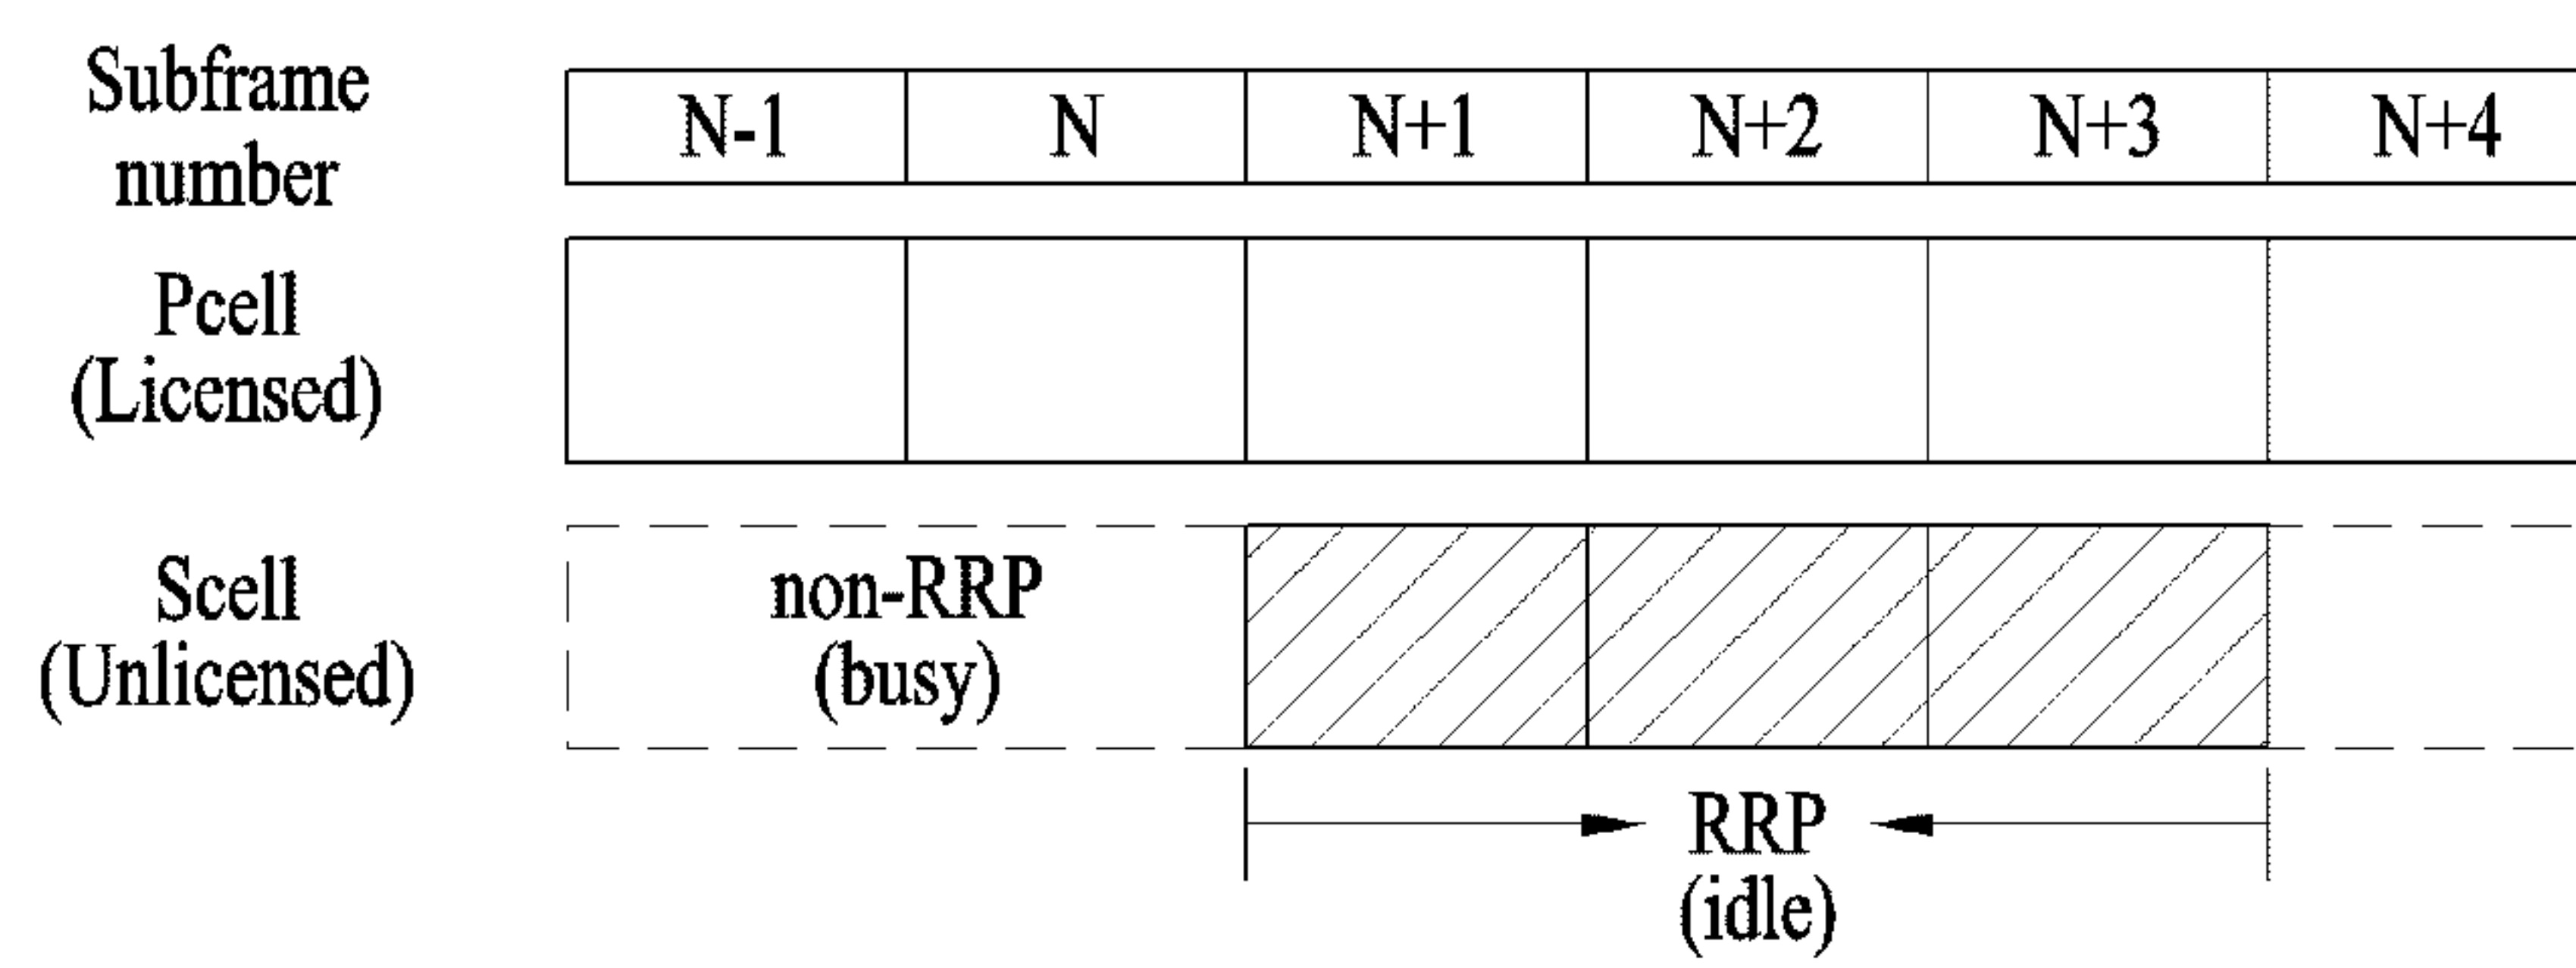 Subframe
number
N-1 N N+1 N+2 N+3 N+4
Pcell
(Licensed)
Scell
(Unlicensed)
non-RRP
(busy)
RRP
(idle)